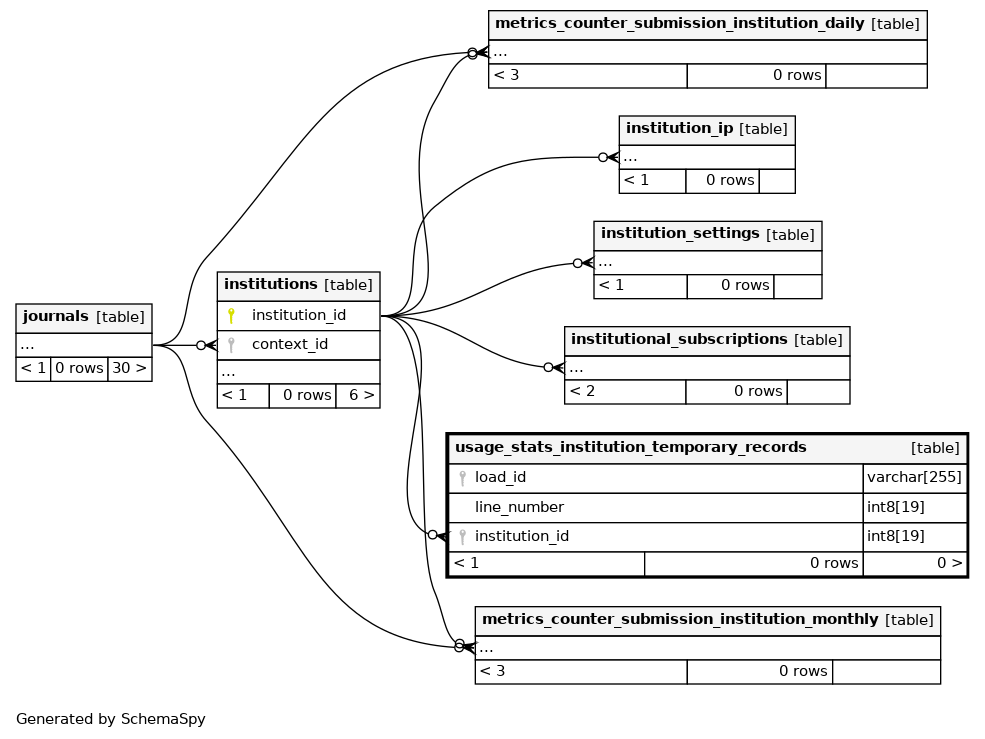 metrics_counter_submission_institution_daily [table]
...
< 3 0 rows
institution_ip [table]
...
< 1 0 rows
institution_settings [table]
...
< 1 0 rows
institutions [table]
institution_id
context_id
...
< 1 0 rows 6 >
journals [table]
...
< 1 0 rows 30 >
institutional_subscriptions [table]
...
< 2 0 rows
usage_stats_institution_temporary_records [table]
load_id varchar[255]
line_number int8[19]
institution_id int8[19]
< 1 0 rows 0 >
metrics_counter_submission_institution_monthly [table]
...
< 3 0 rows
Generated by SchemaSpy